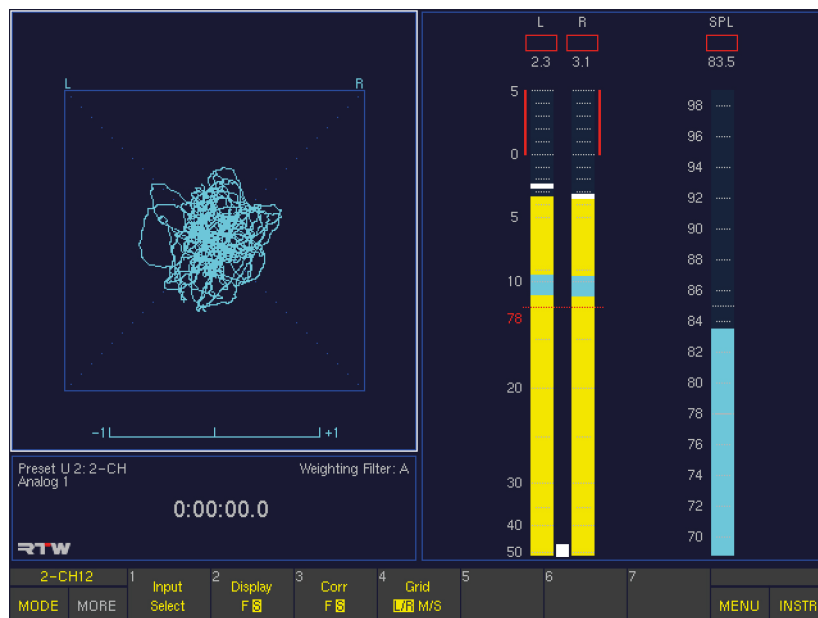 L R SPL
2.3 3.1 83.5
L R
5
0
5
10
78
20
30
40
50
98
96
94
92
90
88
86
84
82
80
78
76
74
72
70
−1 +1
Preset U 2: 2−CH Weighting Filter: A
Analog 1
0:00:00.0
RTW
2−CH12 1 2 3 4 5 6 7
Input Display Corr Grid
MODE MORE Select F S F S L/R M/S MENU INSTR